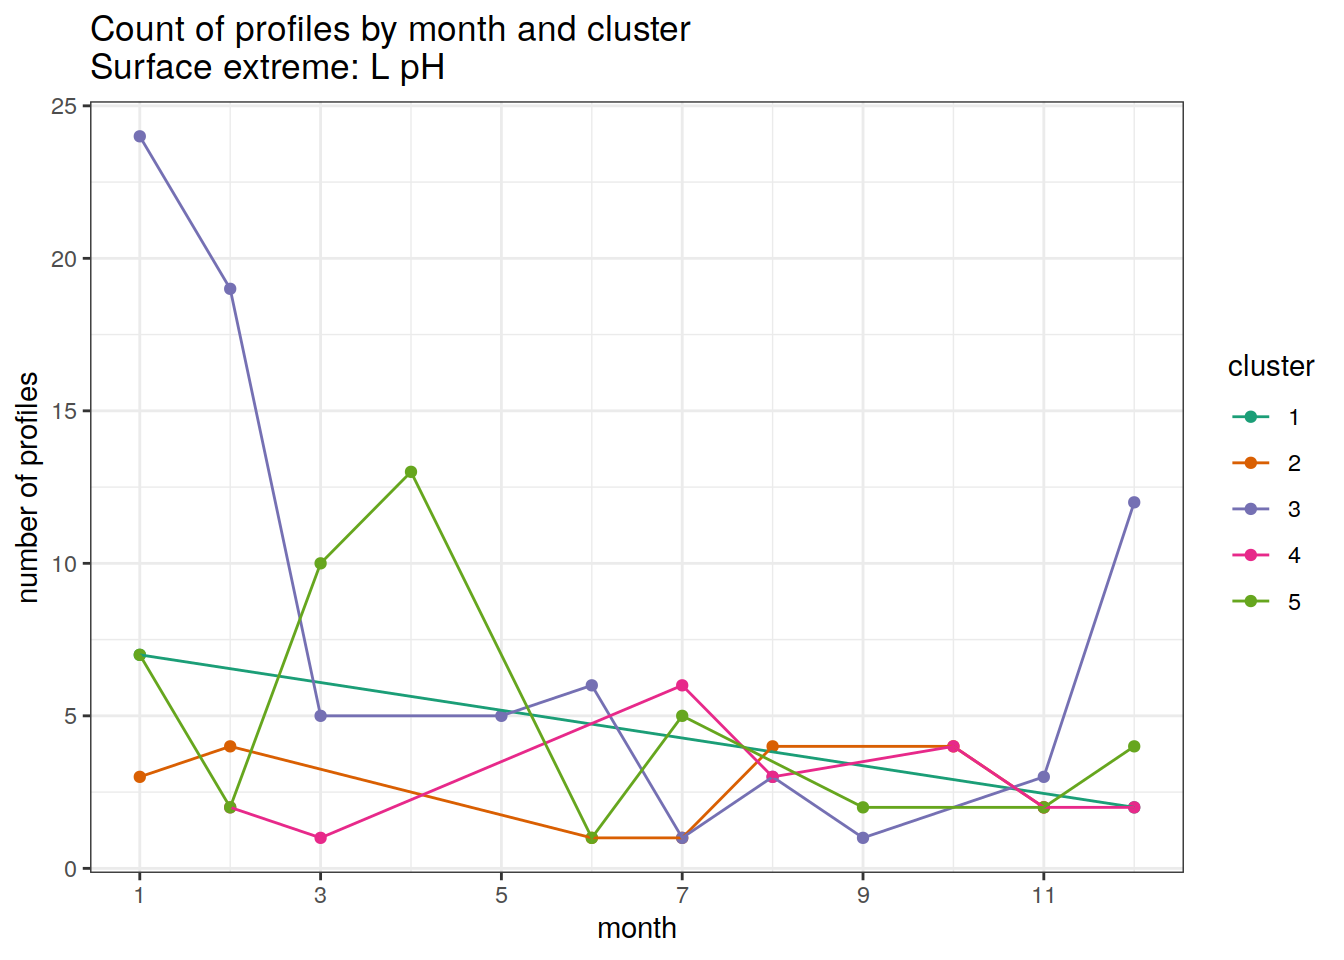 Count of profiles by month and cluster
Surface extreme: L pH
25
20
15
10
5
0
number of profiles
1 3 5 7 9 11
month
cluster
1
2
3
4
5